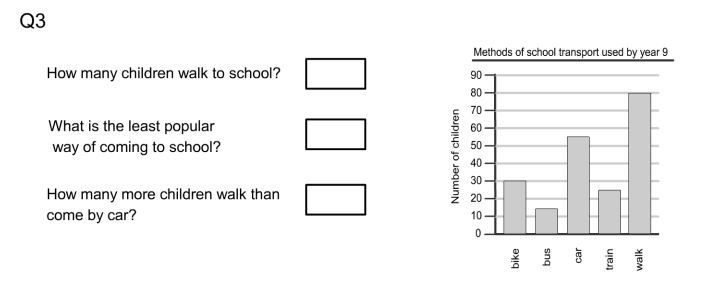 Q3
How many children walk to school?
What is the least popular
way of coming to school?
How many more children walk than
come by car?
Methods of school transport used by year 9
Number of children
90
80
70
60
50
40
30
20
10
0
bike
bus
car
train
walk